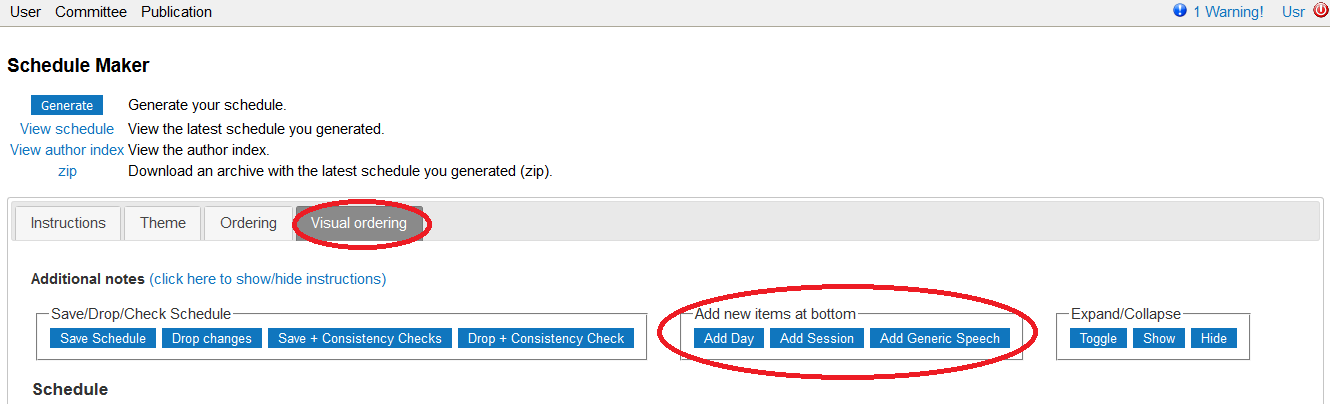 User Committee Publication 1 Warning! Usr
Schedule Maker
Generate Generate your schedule.
View schedule View the latest schedule you generated.
View author index View the author index.
zip Download an archive with the latest schedule you generated (zip).
Instructions Theme Ordering Visual ordering
Additional notes (click here to show/hide instructions)
Save/Drop/Check Schedule Add new items at bottom Expand/Collapse
Save Schedule Drop changes Save + Consistency Checks Drop + Consistency Check Add Day Add Session Add Generic Speech Toggle Show Hide
Schedule